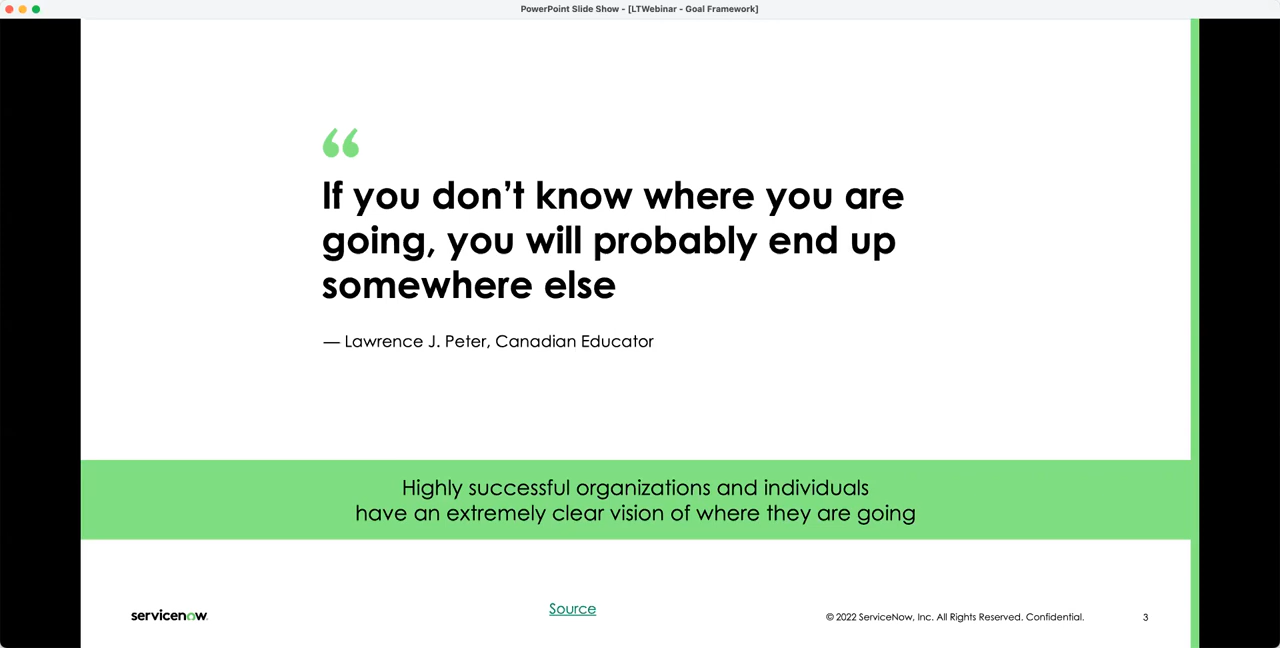 PowerPoint Slide Show - [LTWebinar - Goal Framework]
“
If you don’t know where you are
going, you will probably end up
somewhere else
— Lawrence J. Peter, Canadian Educator
Highly successful organizations and individuals
have an extremely clear vision of where they are going
servicenow.
Source
© 2022 ServiceNow, Inc. All Rights Reserved. Confidential.
3